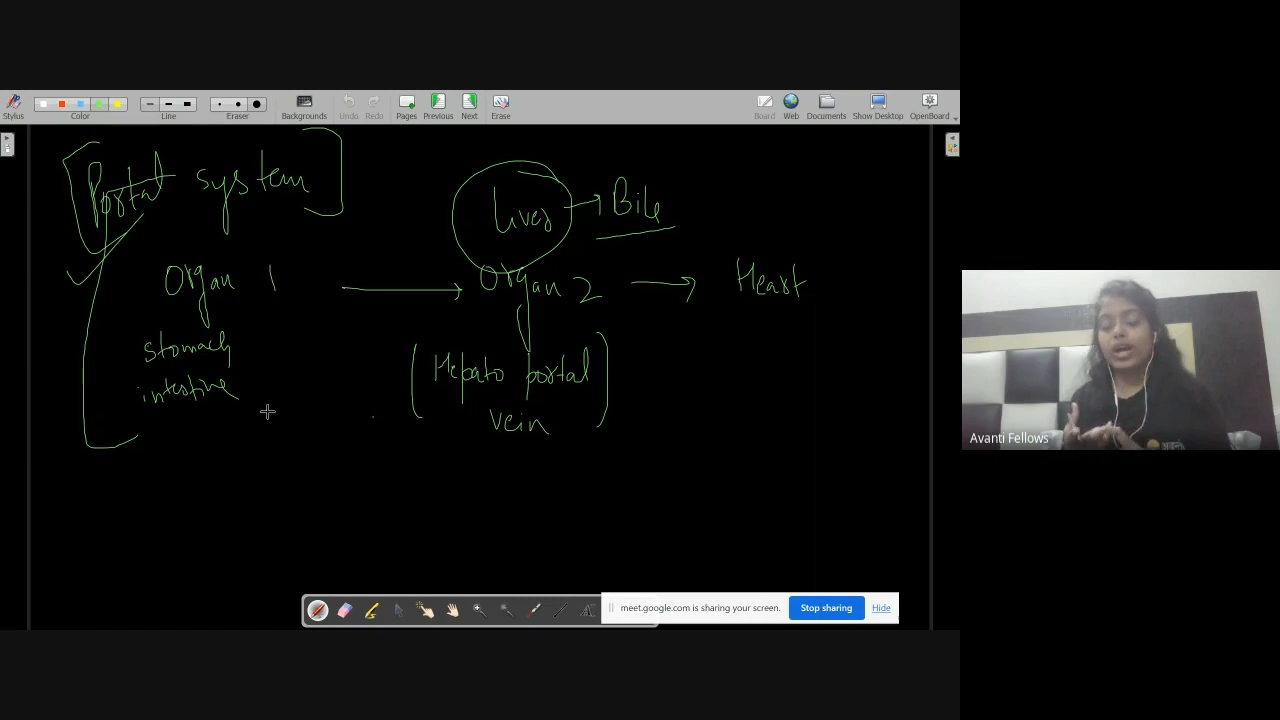 Stylus
Color
Line
Eraser
Backgrounds
Undo
Redo
Pages
Previous
Next
Erase
Board
Web
Documents
Show Desktop
OpenBoard
Portal system
Liver
Bile
Organ 1
Organ 2
Heart
stomach
intestine
(Hepato portal
vein)
Avanti Fellows
meet.google.com is sharing your screen.
Stop sharing
Hide